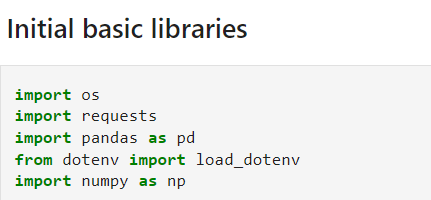 Initial basic libraries
import os
import requests
import pandas as pd
from dotenv import load_dotenv
import numpy as np